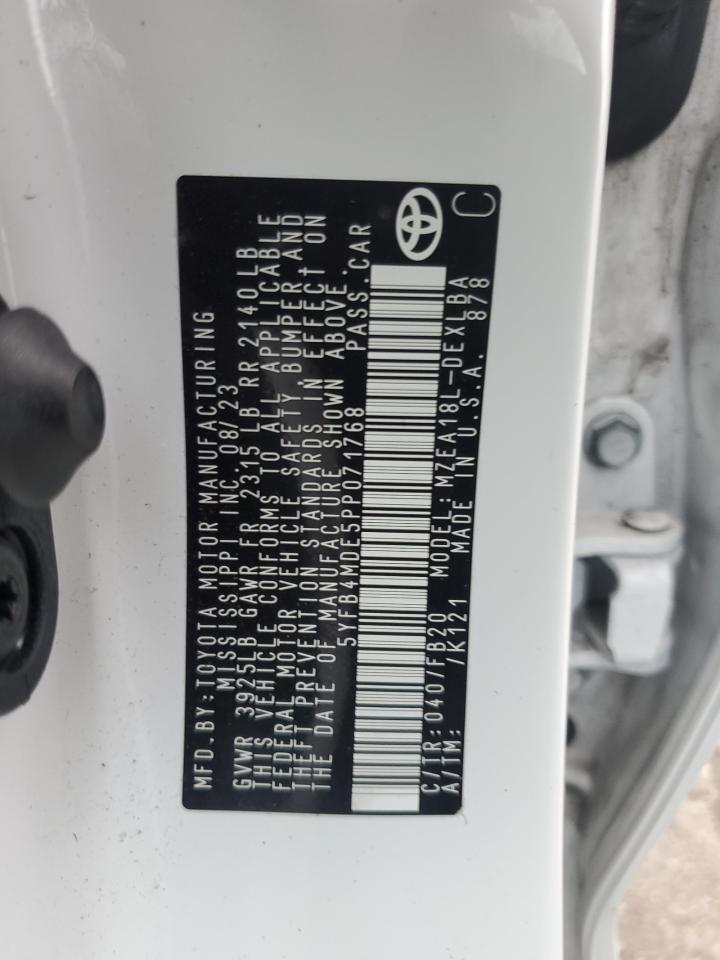 MFD. BY: TOYOTA MOTOR MANUFACTURING
MISSISSIPPI INC. 08/23
GVWR 3925LB GAWR FR 2315 LB RR 2140LB
THIS VEHICLE CONFORMS TO ALL APPLICABLE
FEDERAL MOTOR VEHICLE SAFETY, BUMPER, AND
THEFT PREVENTION STANDARDS IN EFFECT ON
THE DATE OF MANUFACTURE SHOWN ABOVE.
5YFB4MDE5PP071768 PASS. CAR
C/TR: 040/FB20 MODEL: MZEA18L-DEXLBA
A/TM: /K121 MADE IN U.S.A. 878
C